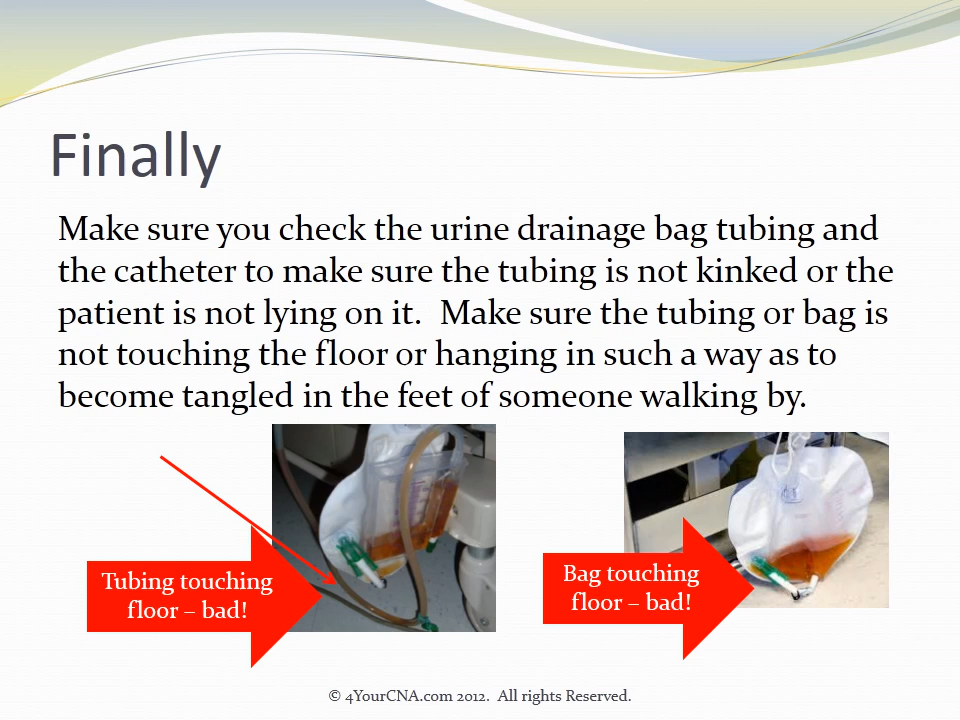 Finally
Make sure you check the urine drainage bag tubing and
the catheter to make sure the tubing is not kinked or the
patient is not lying on it.  Make sure the tubing or bag is
not touching the floor or hanging in such a way as to
become tangled in the feet of someone walking by.
Tubing touching
floor – bad!
Bag touching
floor – bad!
© 4YourCNA.com 2012.  All rights Reserved.